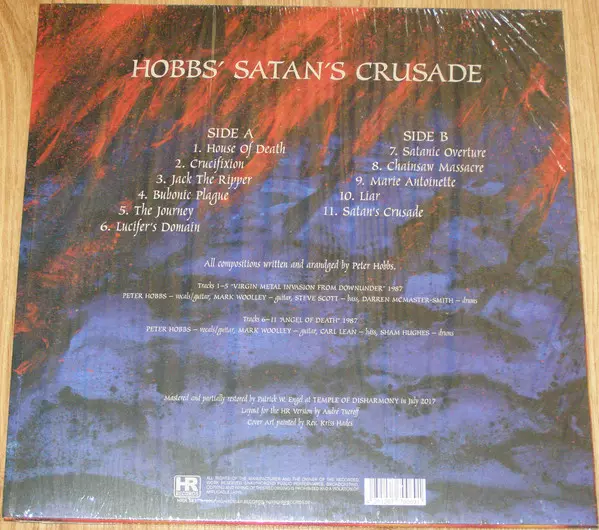 HOBBS' SATAN'S CRUSADE
SIDE A
1. House Of Death
2. Crucifixion
3. Jack The Ripper
4. Bubonic Plague
5. The Journey
6. Lucifer's Domain
SIDE B
7. Satanic Overture
8. Chainsaw Massacre
9. Marie Antoinette
10. Liar
11. Satan's Crusade
All compositions written and arandged by Peter Hobbs.
Tracks 1-5 "VIRGIN METAL INVASION FROM DOWNUNDER" 1987
PETER HOBBS – vocals/guitar, MARK WOOLLEY – guitar, STEVE SCOTT – bass, DARREN MCMASTER-SMITH – drums
Tracks 6-11 "ANGEL OF DEATH" 1987
PETER HOBBS – vocals/guitar, MARK WOOLLEY – guitar, CARL LEAN – bass, SHAM HUGHES – drums
Mastered and partially restored by Patrick W. Engel at TEMPLE OF DISHARMONY in July 2017
Layout for the HR Version by André
Cover Art painted by Rev. Kriss Hades
HR
RECORDS